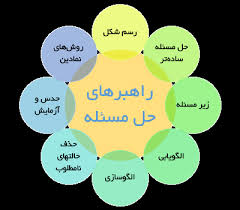 راهبرهای
حل مسئله
رسم شکل
حل مسئله
ساده‌تر
زیر مسئله
الگویابی
الگوسازی
حذف
حالتهای
نامطلوب
حدس و
آزمایش
روش‌های
نمادین